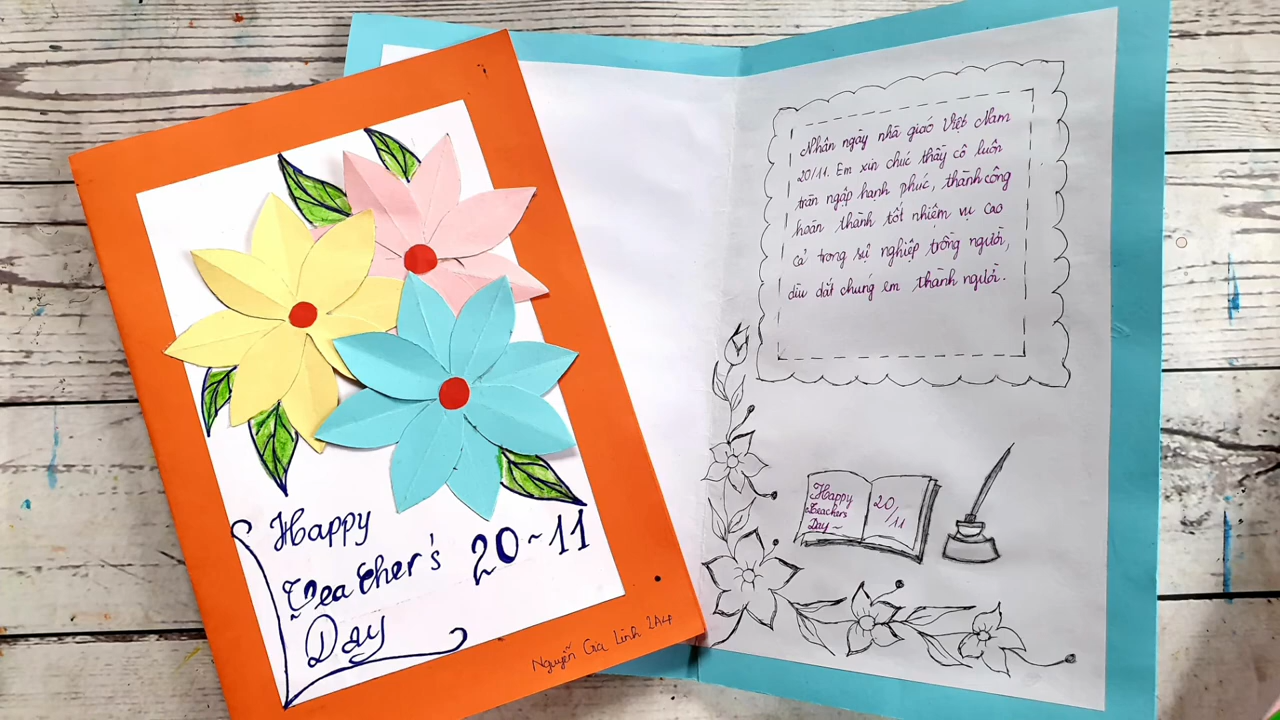 Happy
Teacher's 20~11
Day
Nguyễn Gia Linh 2A4
Nhân ngày nhà giáo Việt Nam
20/11. Em xin chúc thầy cô luôn
tràn ngập hạnh phúc, thành công
hoàn thành tốt nhiệm vụ cao
cả trong sự nghiệp trồng người,
dìu dắt chúng em thành người.
Happy
Teachers
Day ~
20/11